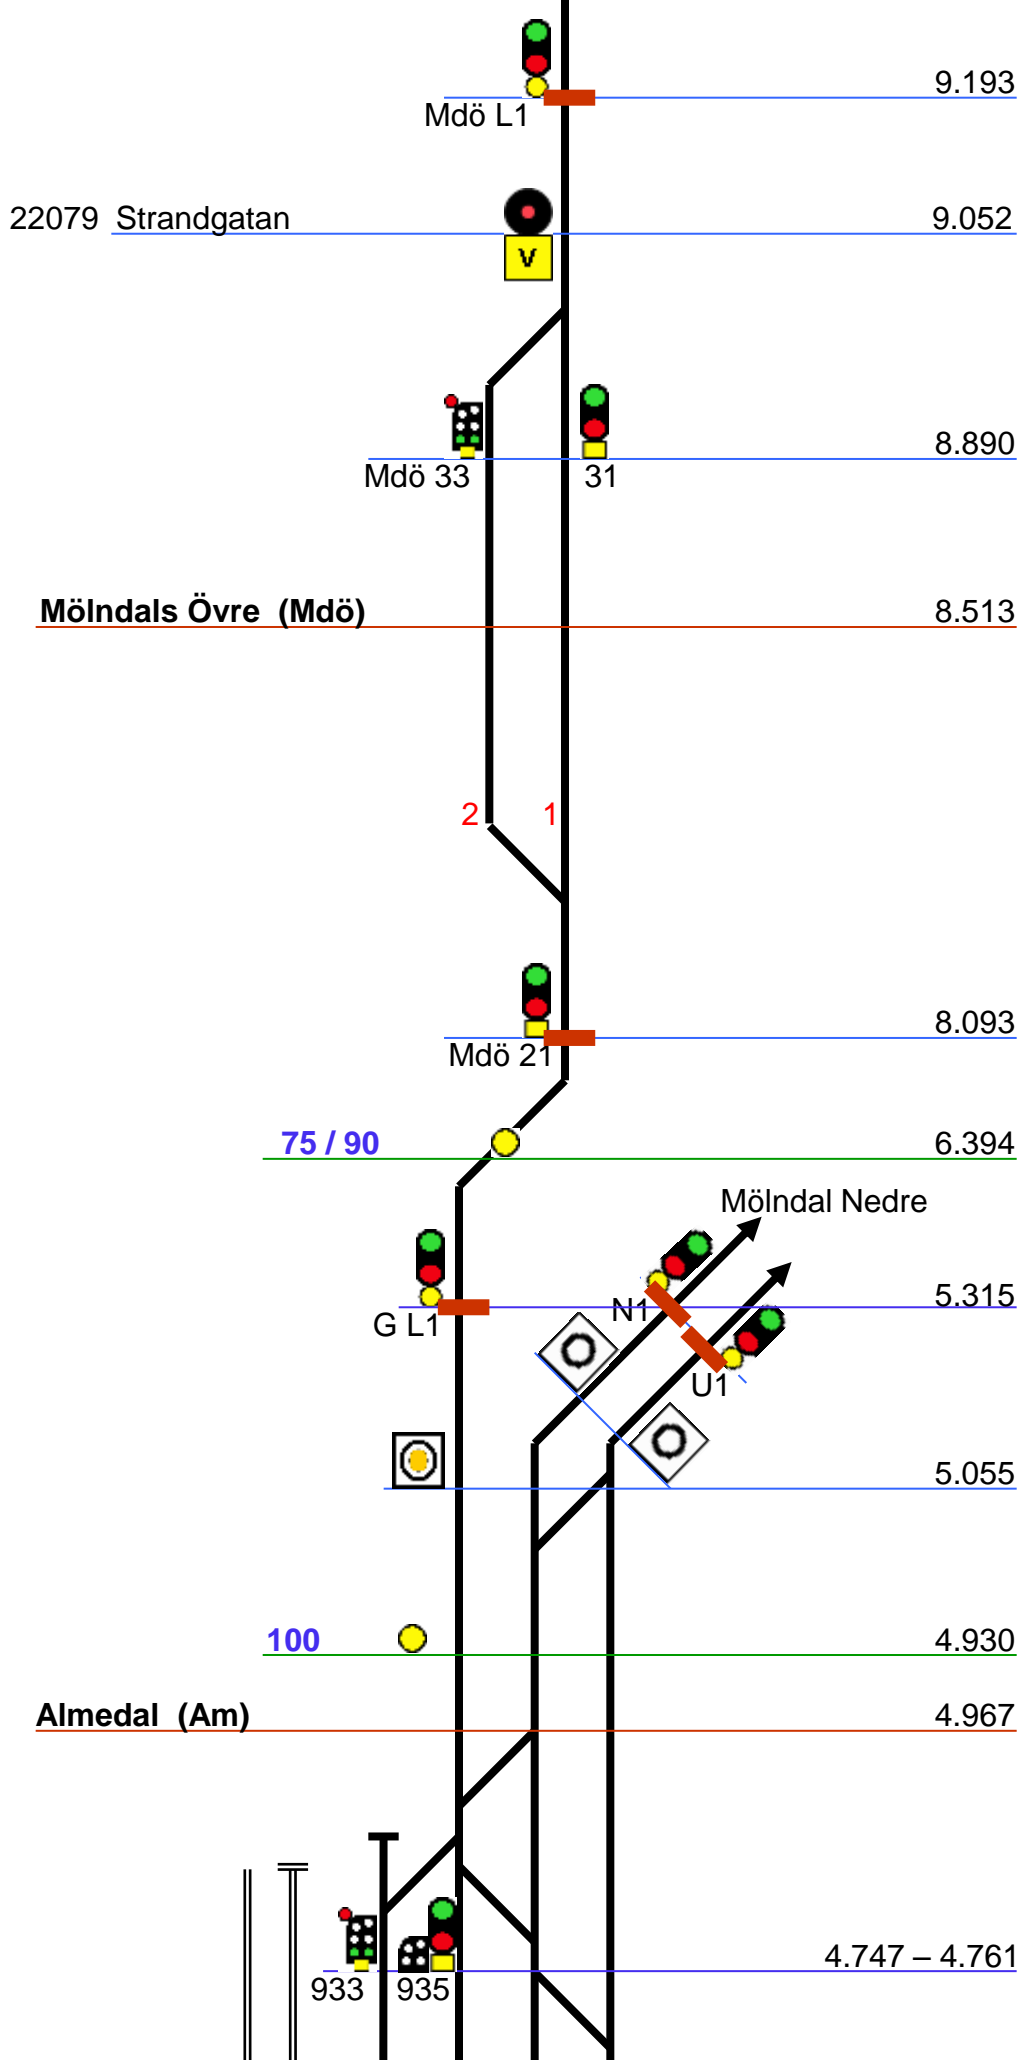 9.193
Mdö L1
22079 Strandgatan 9.052
V
8.890
Mdö 33 31
Mölndals Övre (Mdö) 8.513
2 1
8.093
Mdö 21
75 / 90 6.394
Mölndal Nedre
N1 5.315
G L1
U1
5.055
100 4.930
Almedal (Am) 4.967
4.747 – 4.761
933 935